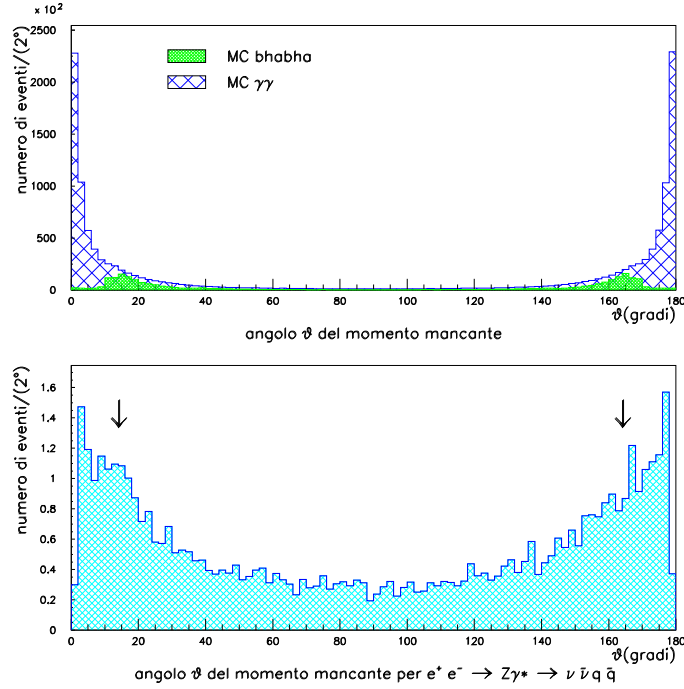 × 10²
numero di eventi/(2°)
2500
2000
1500
1000
500
0
MC bhabha
MC γγ
0 20 40 60 80 100 120 140 160 180
ϑ(gradi)
angolo ϑ del momento mancante
numero di eventi/(2°)
1.6
1.4
1.2
1
0.8
0.6
0.4
0.2
0
0 20 40 60 80 100 120 140 160 180
ϑ(gradi)
angolo ϑ del momento mancante per e⁺ e⁻ → Zγ* → ν ν̄ q q̄